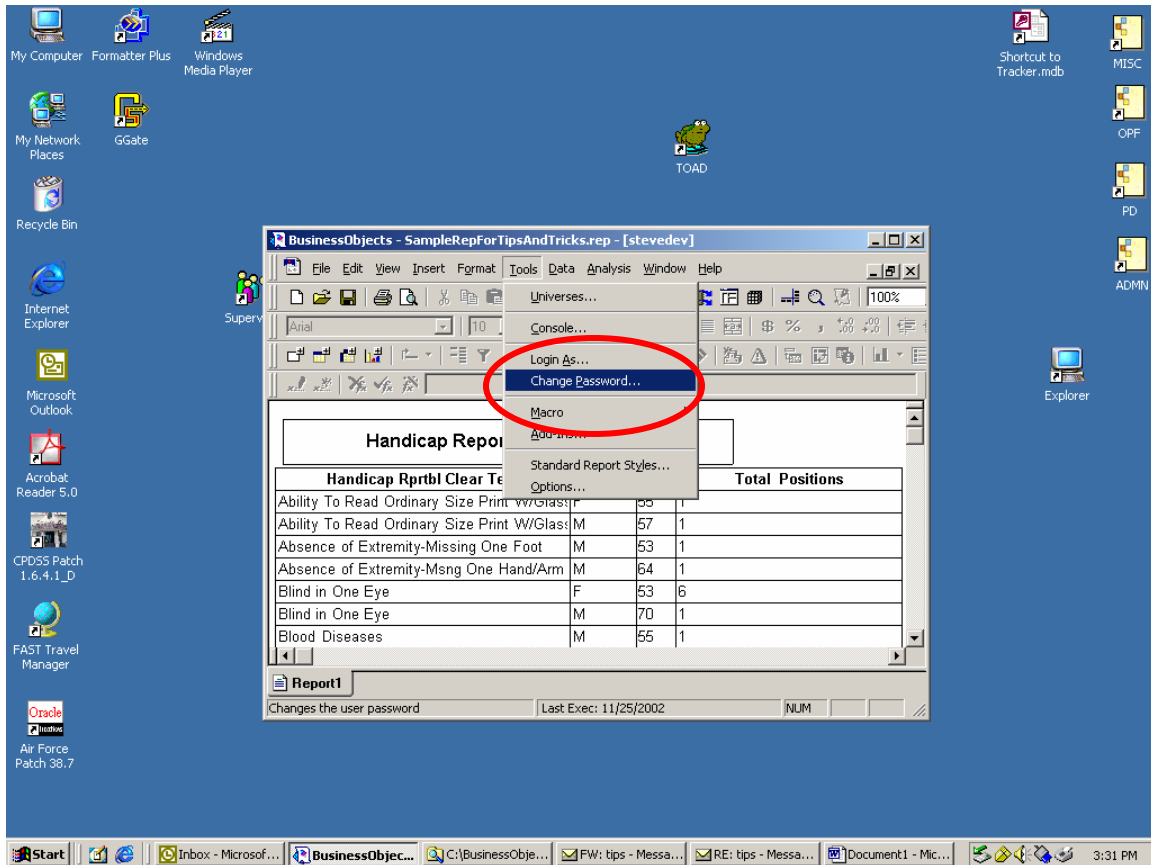 My Computer
Formatter Plus
Windows
Media Player
Shortcut to
Tracker.mdb
MISC
My Network
Places
GGate
OPF
TOAD
Recycle Bin
PD
BusinessObjects - SampleRepForTipsAndTricks.rep - [stevedev]
File Edit View Insert Format Tools Data Analysis Window Help
100%
Arial
10
Universes...
Console...
Login As...
Change Password...
Macro
Add-Ins...
Standard Report Styles...
Options...
Internet
Explorer
ADMN
Microsoft
Outlook
Explorer
Acrobat
Reader 5.0
Handicap
Handicap Rprtbl Clear
Total Positions
Ability To Read Ordinary Size Print W/Glass F 55 1
Ability To Read Ordinary Size Print W/Glass M 57 1
Absence of Extremity-Missing One Foot M 53 1
Absence of Extremity-Msng One Hand/Arm M 64 1
Blind in One Eye F 53 6
Blind in One Eye M 70 1
Blood Diseases M 55 1
Report1
Changes the user password Last Exec: 11/25/2002 NUM
CPDSS Patch
1.6.4.1_D
FAST Travel
Manager
Oracle
Air Force
Patch 38.7
Start
Inbox - Microsof...
BusinessObjec...
C:\BusinessObje...
FW: tips - Messa...
RE: tips - Messa...
Document1 - Mic...
3:31 PM